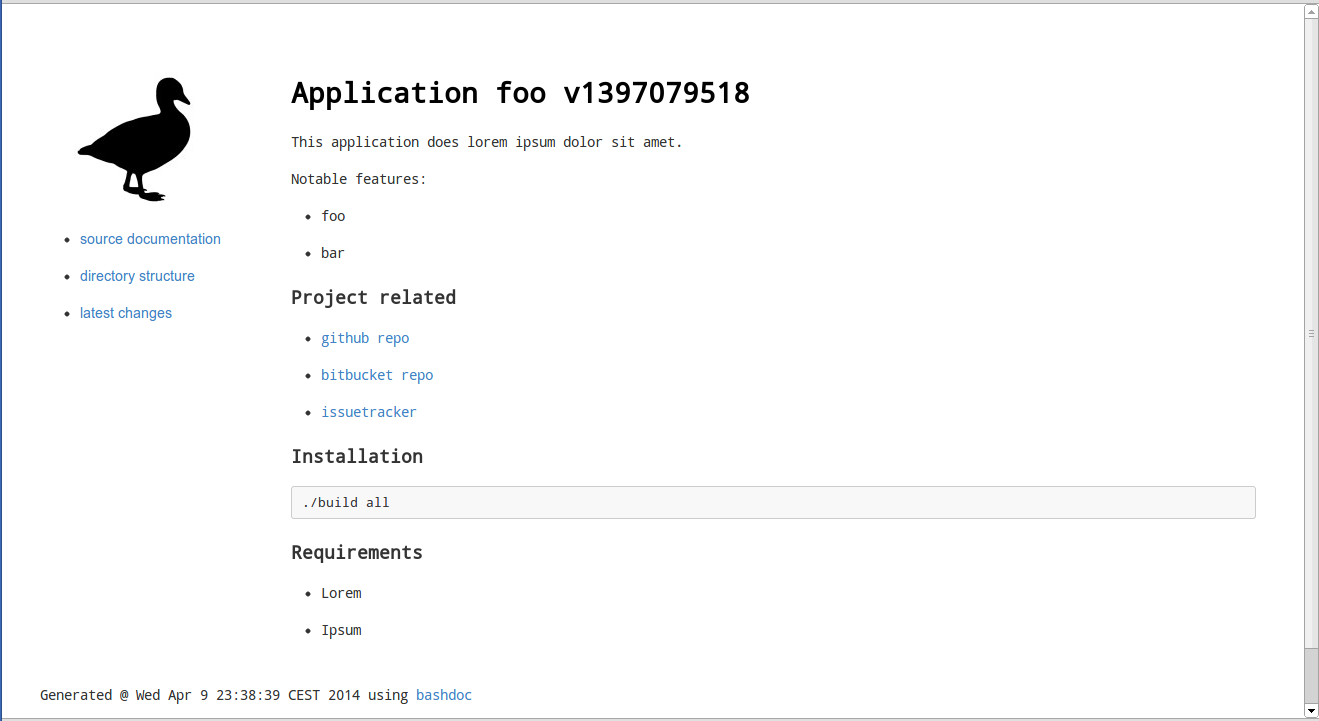 Application foo v1397079518
This application does lorem ipsum dolor sit amet.
Notable features:
foo
bar
source documentation
directory structure
latest changes
Project related
github repo
bitbucket repo
issuetracker
Installation
./build all
Requirements
Lorem
Ipsum
Generated @ Wed Apr 9 23:38:39 CEST 2014 using bashdoc